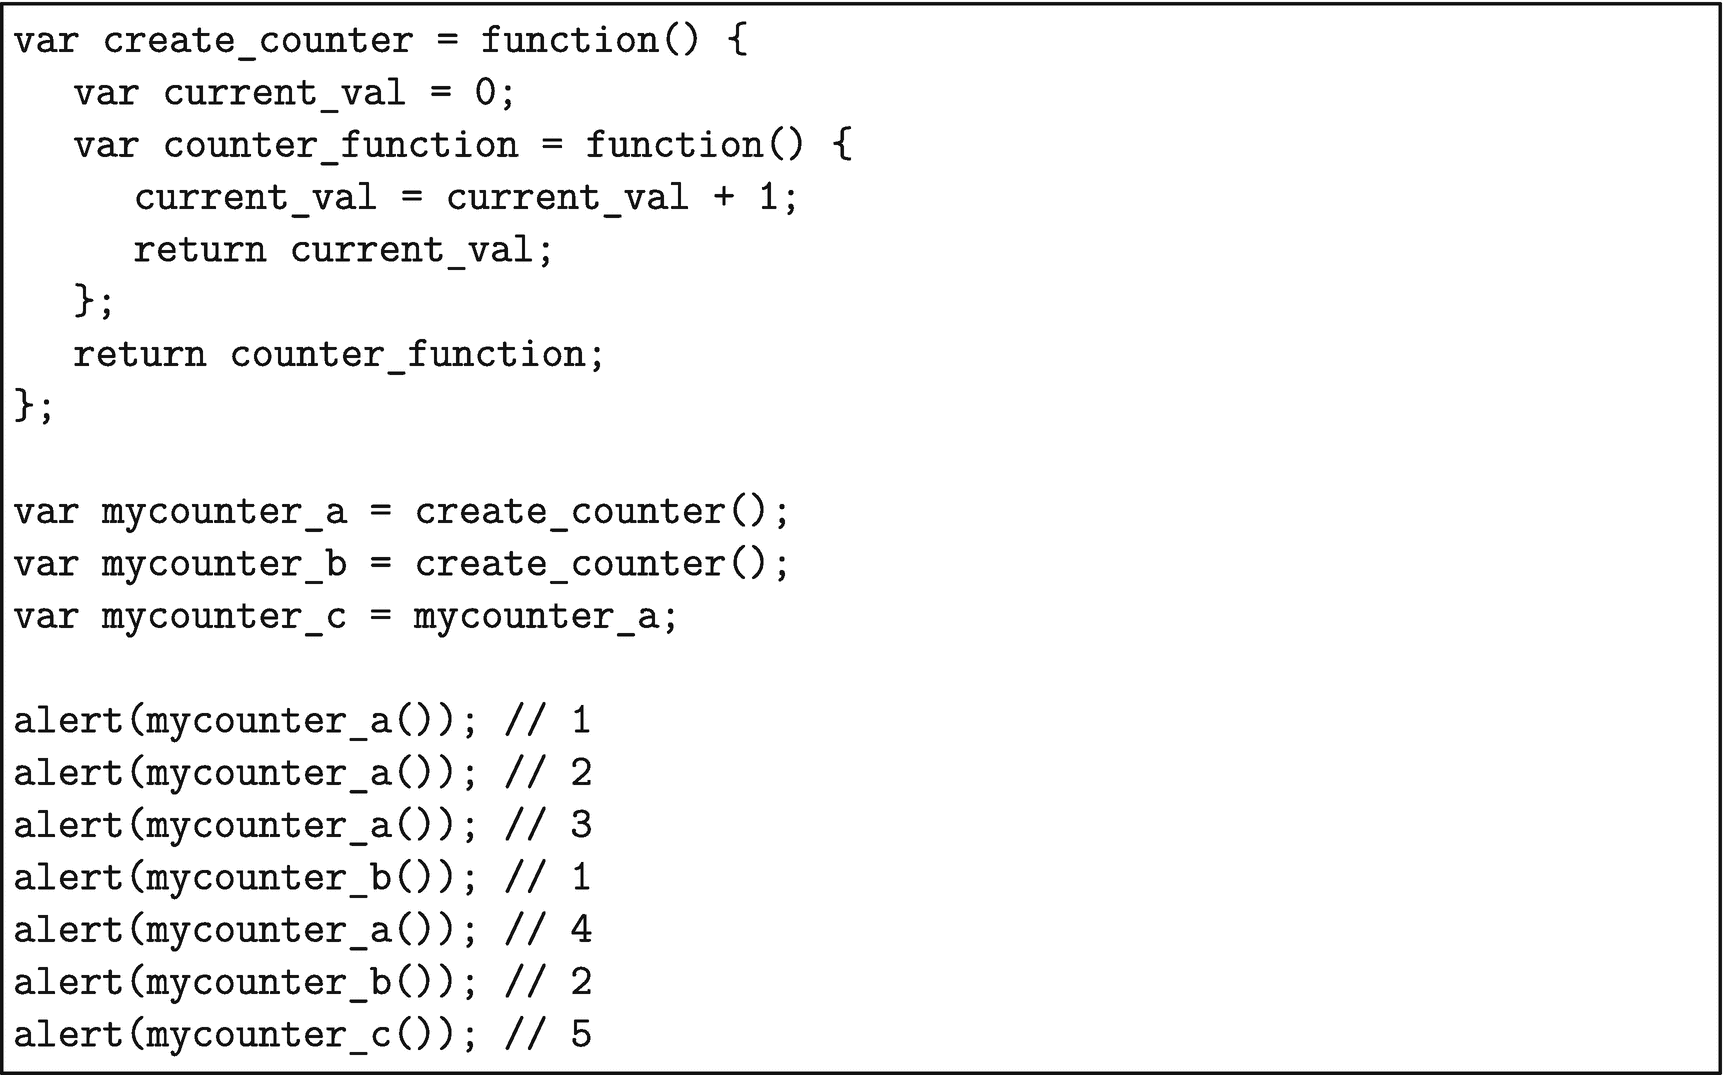 var create_counter = function() {
   var current_val = 0;
   var counter_function = function() {
      current_val = current_val + 1;
      return current_val;
   };
   return counter_function;
};

var mycounter_a = create_counter();
var mycounter_b = create_counter();
var mycounter_c = mycounter_a;

alert(mycounter_a()); // 1
alert(mycounter_a()); // 2
alert(mycounter_a()); // 3
alert(mycounter_b()); // 1
alert(mycounter_a()); // 4
alert(mycounter_b()); // 2
alert(mycounter_c()); // 5